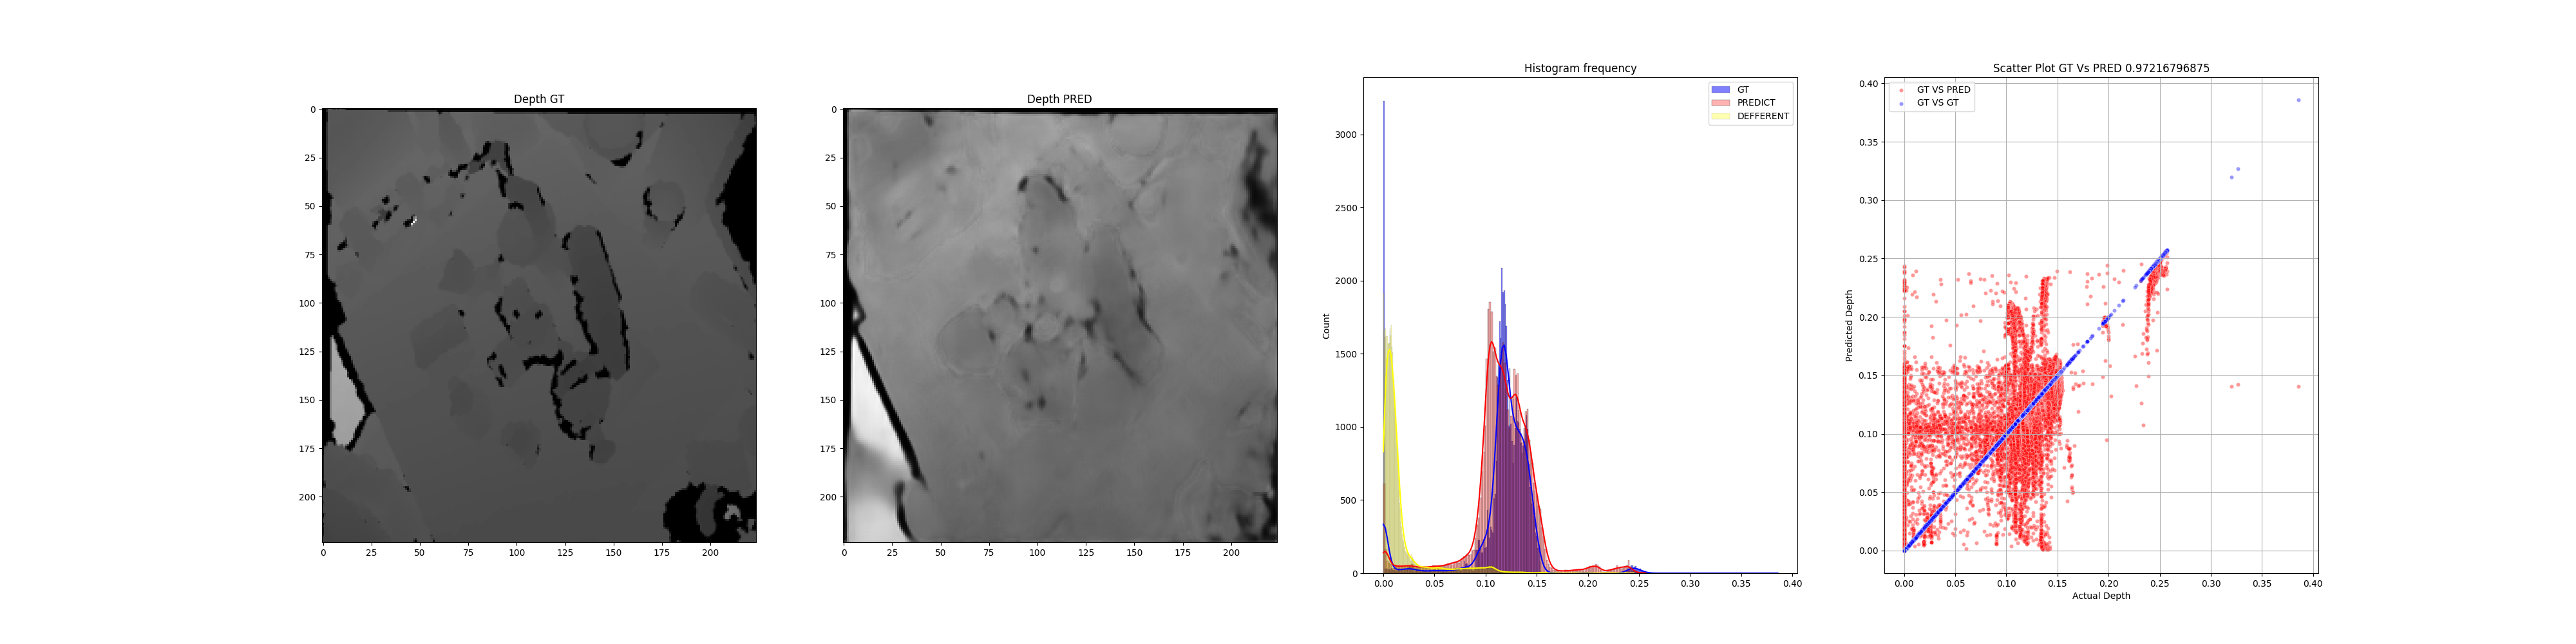 Depth GT
0
25
50
75
100
125
150
175
200
0 25 50 75 100 125 150 175 200
Depth PRED
0
25
50
75
100
125
150
175
200
0 25 50 75 100 125 150 175 200
Histogram frequency
GT
PREDICT
DEFFERENT
Count
3000
2500
2000
1500
1000
500
0
0.00 0.05 0.10 0.15 0.20 0.25 0.30 0.35 0.40
Scatter Plot GT Vs PRED 0.97216796875
GT VS PRED
GT VS GT
Predicted Depth
0.40
0.35
0.30
0.25
0.20
0.15
0.10
0.05
0.00
0.00 0.05 0.10 0.15 0.20 0.25 0.30 0.35 0.40
Actual Depth